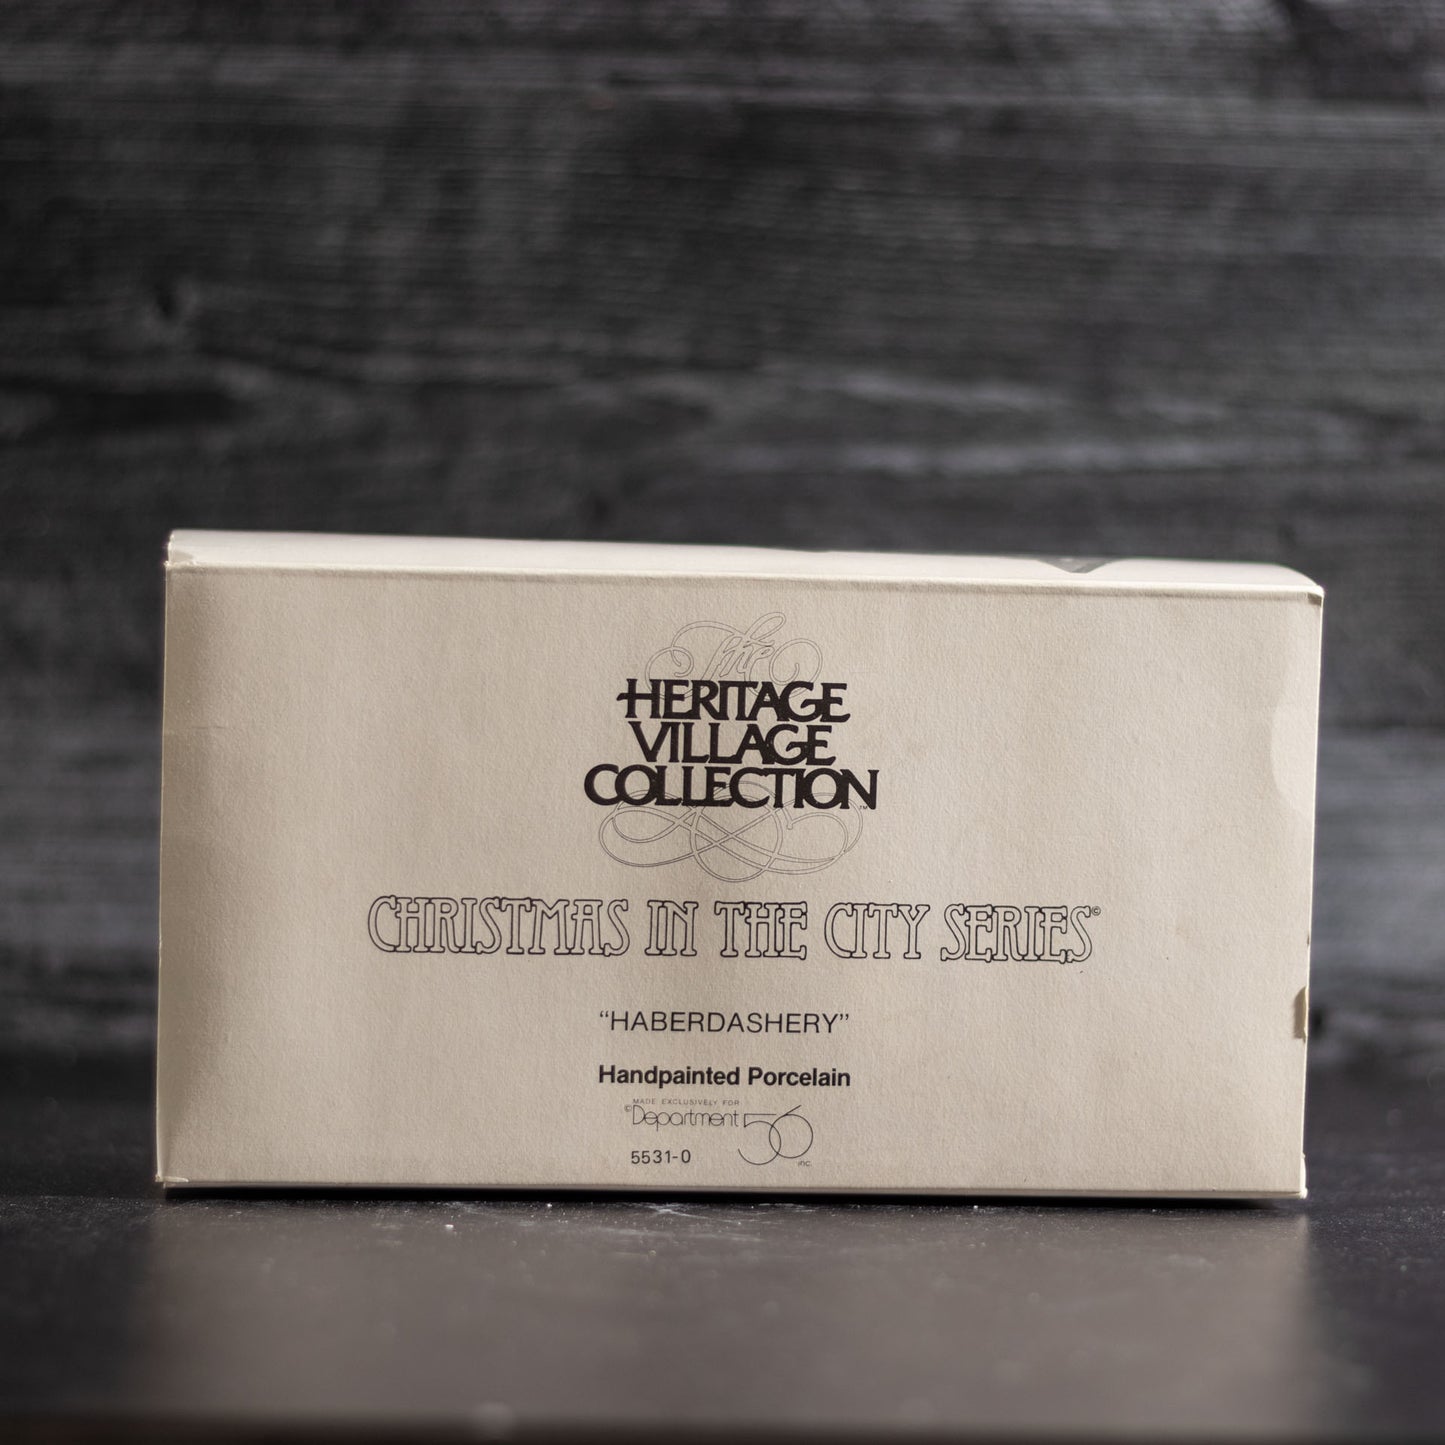 The
HERITAGE
VILLAGE
COLLECTION™
CHRISTMAS IN THE CITY SERIES©
“HABERDASHERY”
Handpainted Porcelain
MADE EXCLUSIVELY FOR
©Department 56 inc.
5531-0